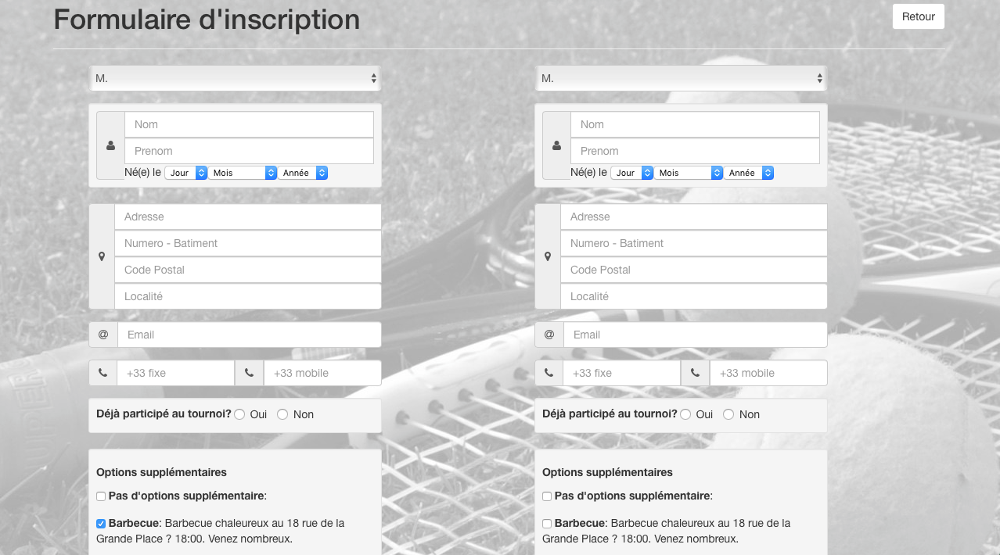 Formulaire d'inscription
Retour
M.
Nom
Prenom
Né(e) le Jour Mois Année
Adresse
Numero - Batiment
Code Postal
Localité
@ Email
+33 fixe +33 mobile
Déjà participé au tournoi? Oui Non
Options supplémentaires
Pas d'options supplémentaire:
Barbecue: Barbecue chaleureux au 18 rue de la
Grande Place ? 18:00. Venez nombreux.
M.
Nom
Prenom
Né(e) le Jour Mois Année
Adresse
Numero - Batiment
Code Postal
Localité
@ Email
+33 fixe +33 mobile
Déjà participé au tournoi? Oui Non
Options supplémentaires
Pas d'options supplémentaire:
Barbecue: Barbecue chaleureux au 18 rue de la
Grande Place ? 18:00. Venez nombreux.